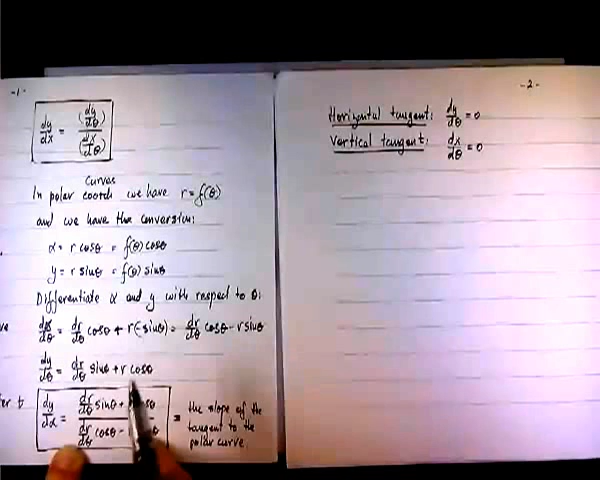 -1-
dy/dx = (dy/dθ)/(dx/dθ)
Curves
In polar coord we have r = f(θ)
and we have the conversion:
x = r cosθ = f(θ) cosθ
y = r sinθ = f(θ) sinθ
Differentiate x and y with respect to θ:
dx/dθ = dr/dθ cosθ + r(-sinθ) = dr/dθ cosθ - r sinθ
dy/dθ = dr/dθ sinθ + r cosθ
dy/dx = (dr/dθ sinθ + cosθ)/(dr/dθ cosθ - θ) = the slope of the
tangent to the
polar curve.
-2-
Horizontal tangent: dy/dθ = 0
Vertical tangent: dx/dθ = 0